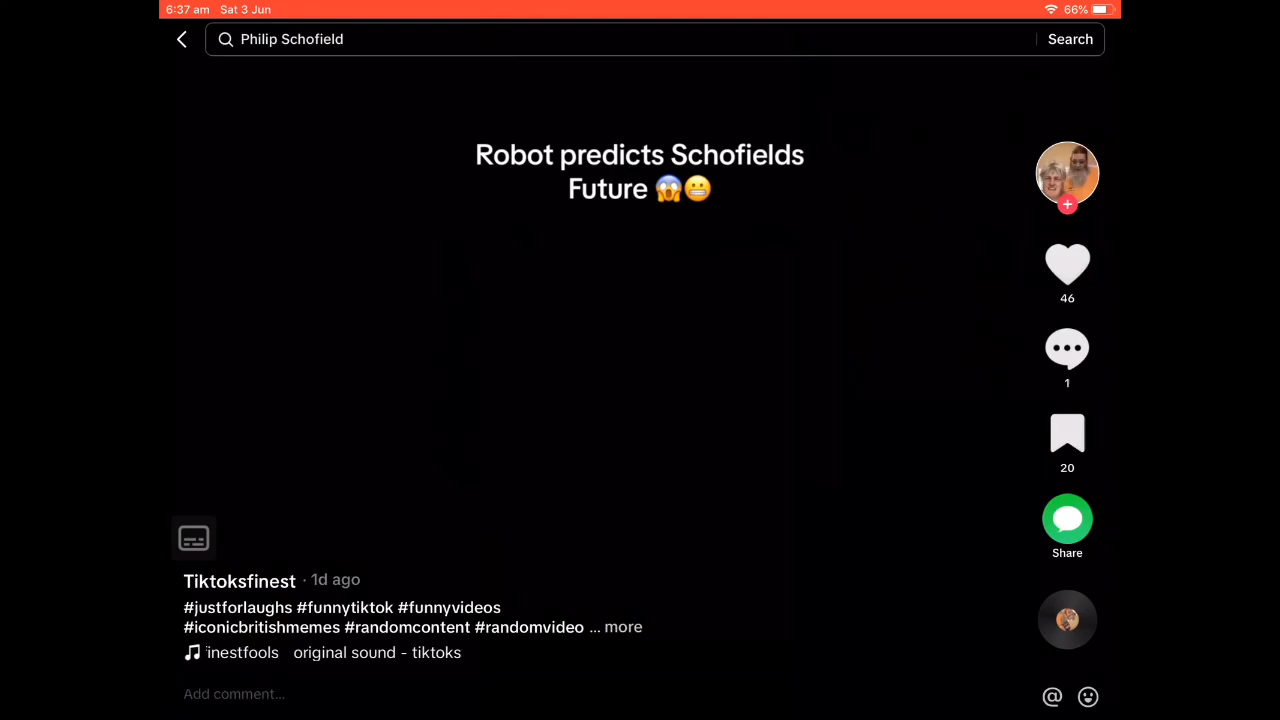 6:37 am Sat 3 Jun 66%
Philip Schofield Search
Robot predicts Schofields
Future 😱😬
46
1
20
Share
Tiktoksfinest · 1d ago
#justforlaughs #funnytiktok #funnyvideos
#iconicbritishmemes #randomcontent #randomvideo ... more
inestfools original sound - tiktoks
Add comment...